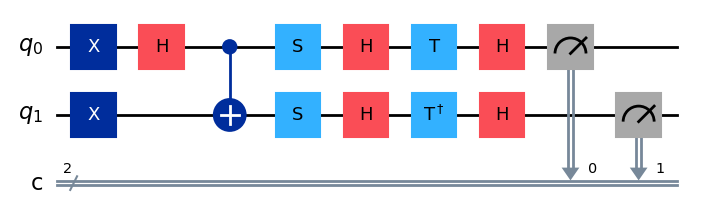 q₀ X H S H T H
q₁ X S H T† H
c 2 0 1